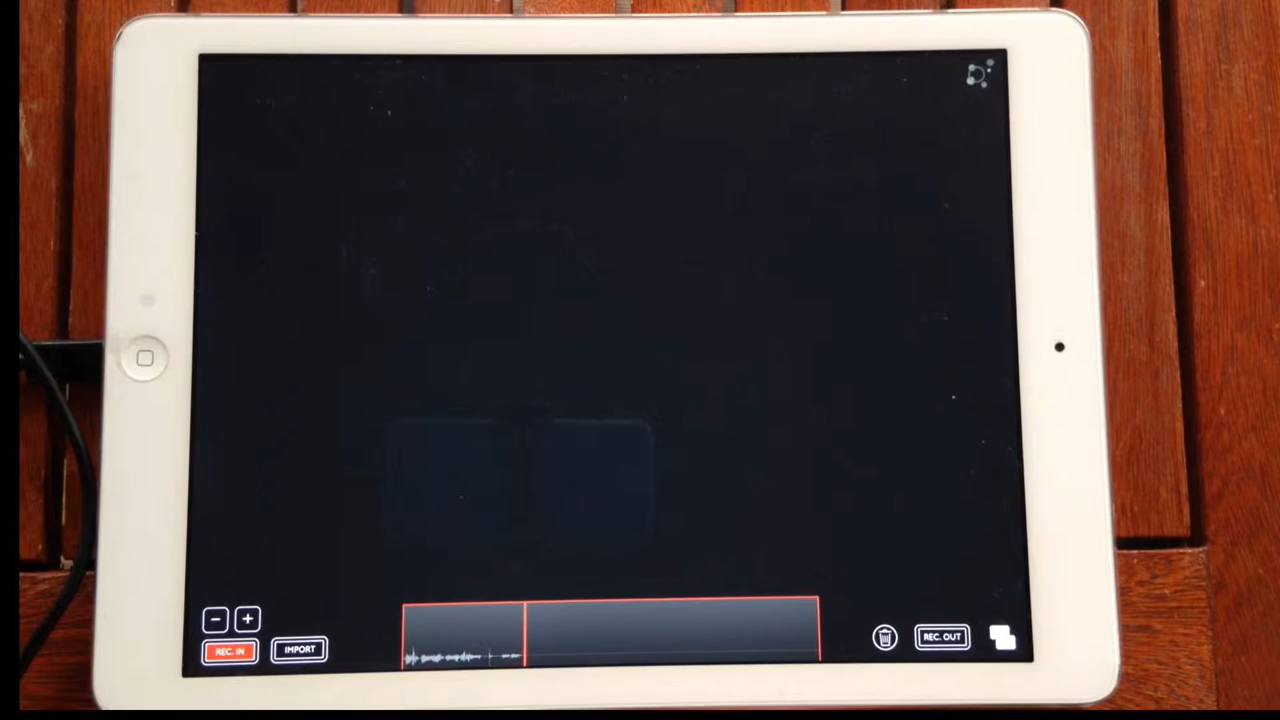 − +
REC. IN
IMPORT
REC. OUT